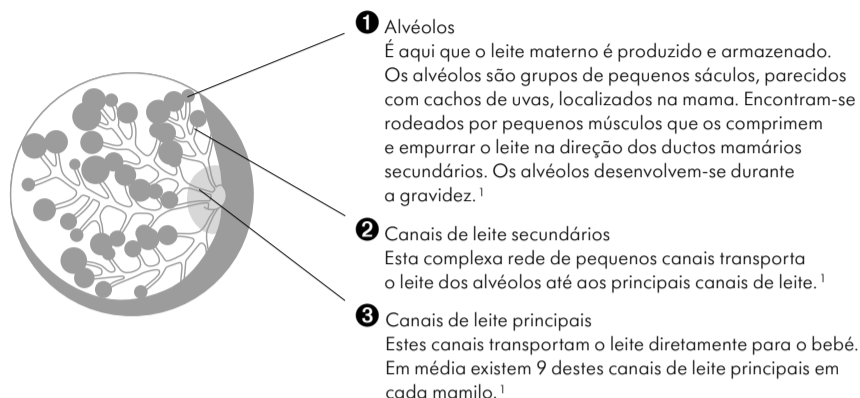 ❶ Alvéolos
É aqui que o leite materno é produzido e armazenado.
Os alvéolos são grupos de pequenos sáculos, parecidos
com cachos de uvas, localizados na mama. Encontram-se
rodeados por pequenos músculos que os comprimem
e empurrar o leite na direção dos ductos mamários
secundários. Os alvéolos desenvolvem-se durante
a gravidez.¹
❷ Canais de leite secundários
Esta complexa rede de pequenos canais transporta
o leite dos alvéolos até aos principais canais de leite.¹
❸ Canais de leite principais
Estes canais transportam o leite diretamente para o bebé.
Em média existem 9 destes canais de leite principais em
cada mamilo.¹